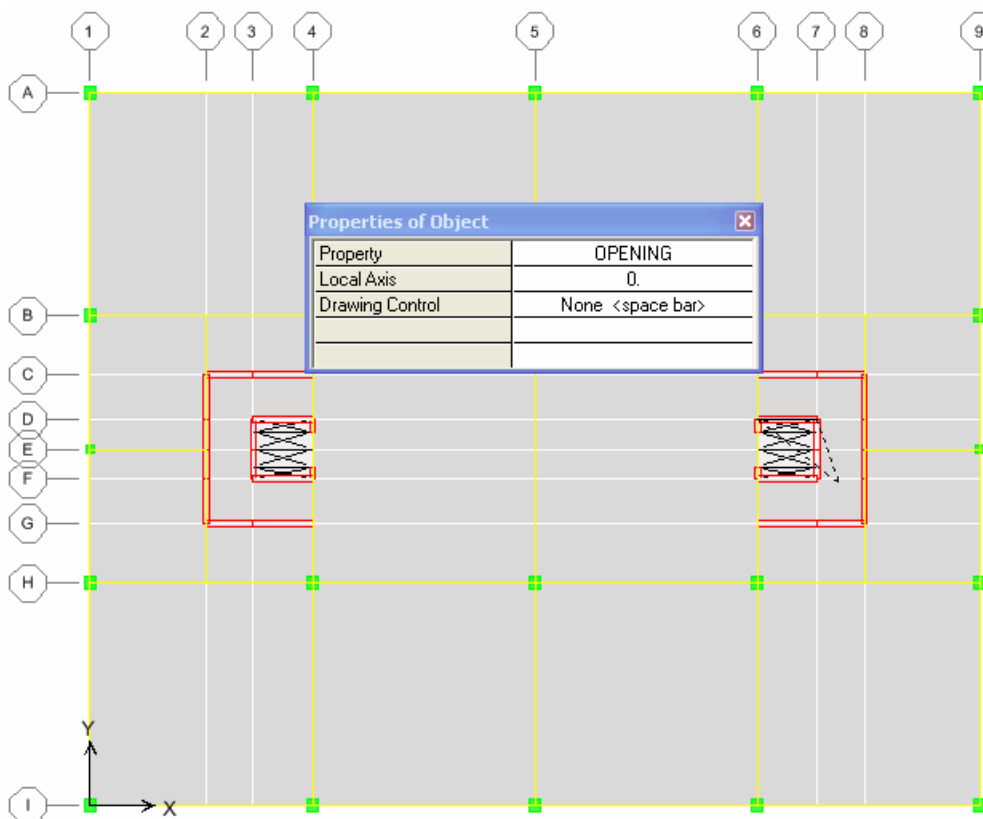 1 2 3 4 5 6 7 8 9
A
Properties of Object
Property OPENING
Local Axis 0.
Drawing Control None <space bar>
B
C
D
E
F
G
H
Y
I X